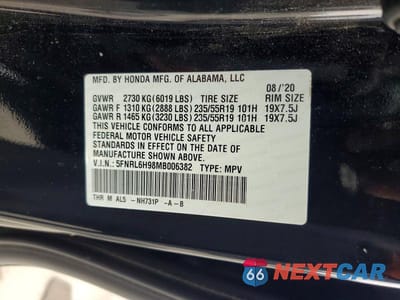 MFD. BY HONDA MFG. OF ALABAMA, LLC
08/'20
GVWR 2730 KG (6019 LBS) TIRE SIZE RIM SIZE
GAWR F 1310 KG (2888 LBS) 235/55R19 101H 19X7.5J
GAWR R 1465 KG (3230 LBS) 235/55R19 101H 19X7.5J
THIS VEHICLE CONFORMS TO ALL APPLICABLE
FEDERAL MOTOR VEHICLE SAFETY
STANDARDS IN EFFECT ON THE DATE OF
MANUFACTURE SHOWN ABOVE.
V.I.N.: 5FNRL6H98MB006382 TYPE: MPV
THR M AL5 -NH731P -A-B
66 NEXTCAR